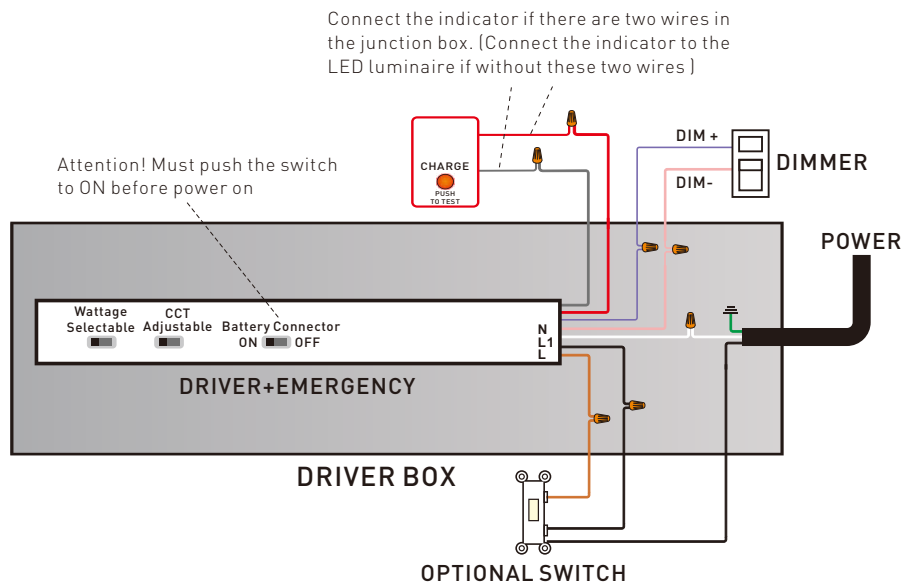 Connect the indicator if there are two wires in
the junction box. (Connect the indicator to the
LED luminaire if without these two wires )
CHARGE
PUSH
TO TEST
DIM +
DIM-
DIMMER
Attention! Must push the switch
to ON before power on
POWER
Wattage
Selectable
CCT
Adjustable
Battery Connector
ON OFF
N
L1
L
DRIVER+EMERGENCY
DRIVER BOX
OPTIONAL SWITCH